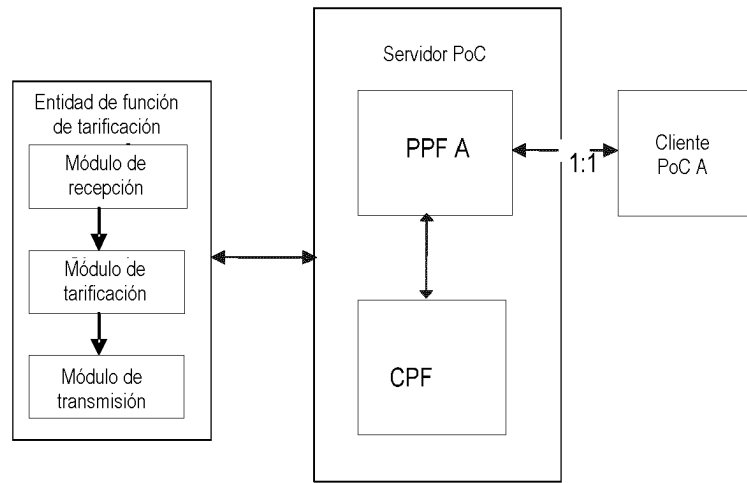 Entidad de función
de tarificación
Módulo de
recepción
Módulo de
tarificación
Módulo de
transmisión
Servidor PoC
PPF A
CPF
1:1
Cliente
PoC A